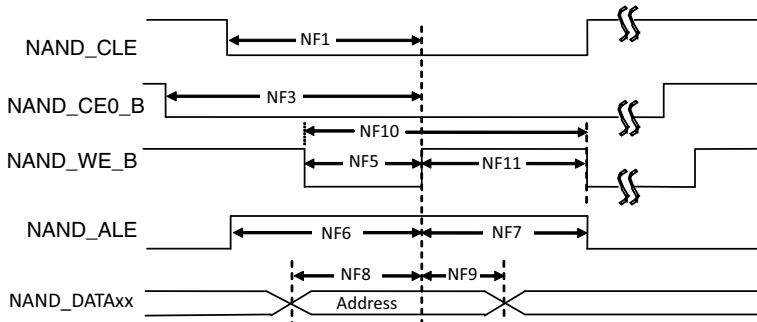 NAND_CLE
NF1
NAND_CE0_B
NF3
NF10
NAND_WE_B
NF5
NF11
NAND_ALE
NF6
NF7
NF8
NF9
NAND_DATAxx
Address